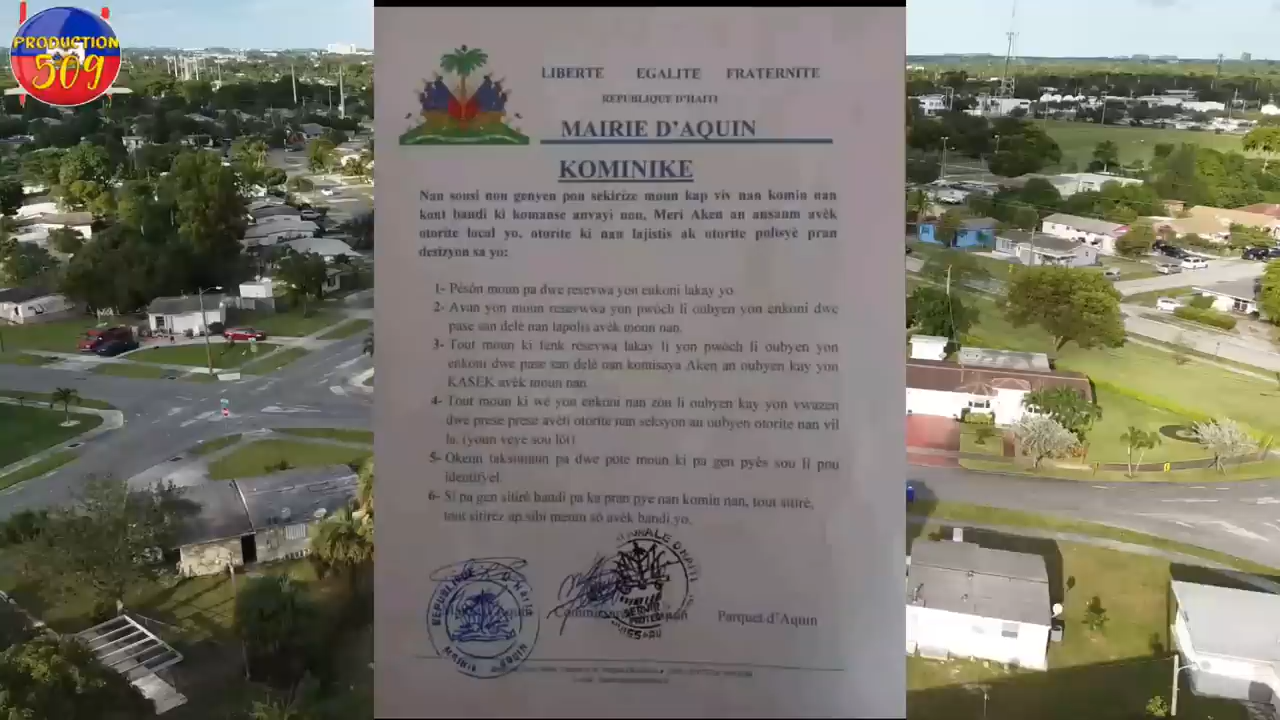 PRODUCTION
509
LIBERTE EGALITE FRATERNITE
REPUBLIQUE D'HAITI
MAIRIE D'AQUIN
KOMINIKE
Nan sousi nou genyen pou sekirize moun kap viv nan komin nan
kont bandi ki komanse anvayi nou, Meri Aken an ansanm avèk
otorite local yo, otorite ki nan lajistis ak otorite polisyè pran
desizyon sa yo:
1- Pèsòn moun pa dwe resevwa yon enkoni lakay yo.
2- Avan yon moun resevwa yon pwòch li oubyen yon enkoni dwe
pase san delè nan lapolis avèk moun nan.
3- Tout moun ki fenk resevwa lakay li yon pwòch li oubyen yon
enkoni dwe pase san delè nan komisaya Aken an oubyen kay yon
KASEK avèk moun nan.
4- Tout moun ki wè yon enkoni nan zòn li oubyen kay yon vwazen
dwe prese prese avèti otorite nan seksyon an oubyen otorite nan vil
la. (youn veye sou lòt)
5- Okenn taksimoun pa dwe pote moun ki pa gen pyès sou li pou
idantifyel.
6- Si pa gen sitirè bandi pa ka pran pye nan komin nan, tout sitirè,
tout sitirèz ap sibi menm sò avèk bandi yo.
REPUBLIQUE D'HAITI
MAIRIE D'AQUIN
Parquet d'Aquin